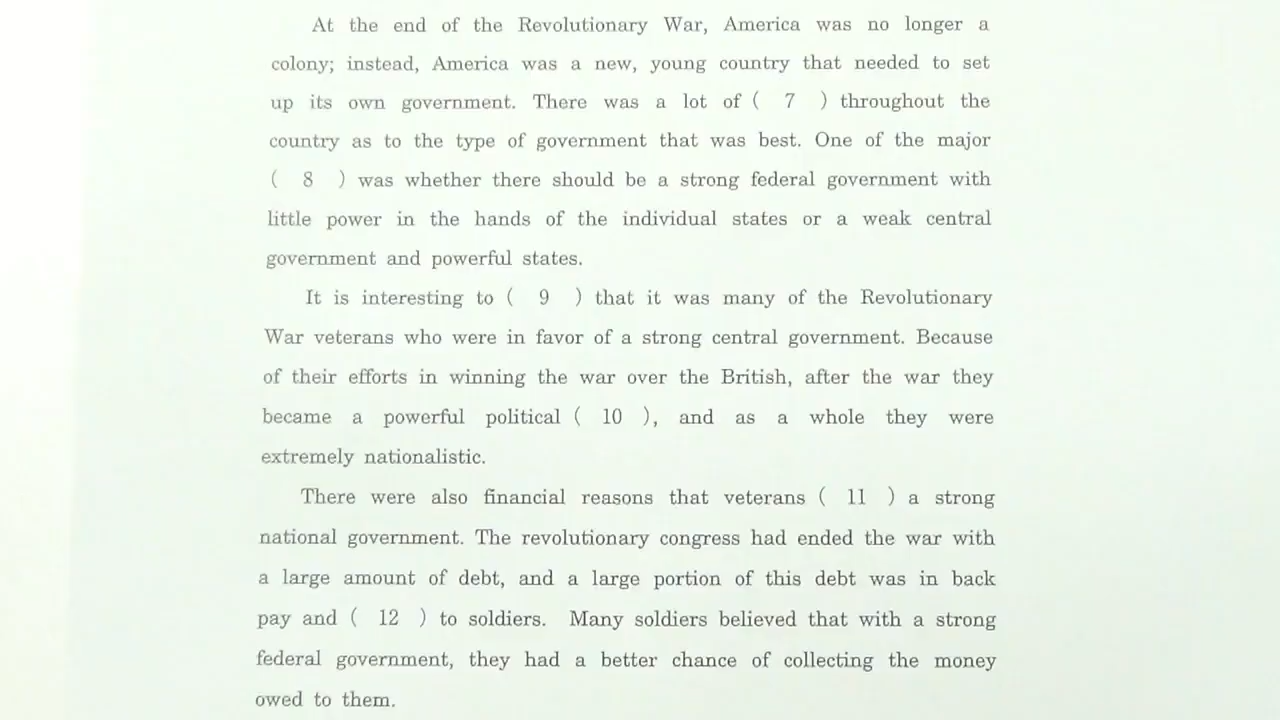 At the end of the Revolutionary War, America was no longer a
colony; instead, America was a new, young country that needed to set
up its own government. There was a lot of ( 7 ) throughout the
country as to the type of government that was best. One of the major
( 8 ) was whether there should be a strong federal government with
little power in the hands of the individual states or a weak central
government and powerful states.
It is interesting to ( 9 ) that it was many of the Revolutionary
War veterans who were in favor of a strong central government. Because
of their efforts in winning the war over the British, after the war they
became a powerful political ( 10 ), and as a whole they were
extremely nationalistic.
There were also financial reasons that veterans ( 11 ) a strong
national government. The revolutionary congress had ended the war with
a large amount of debt, and a large portion of this debt was in back
pay and ( 12 ) to soldiers. Many soldiers believed that with a strong
federal government, they had a better chance of collecting the money
owed to them.